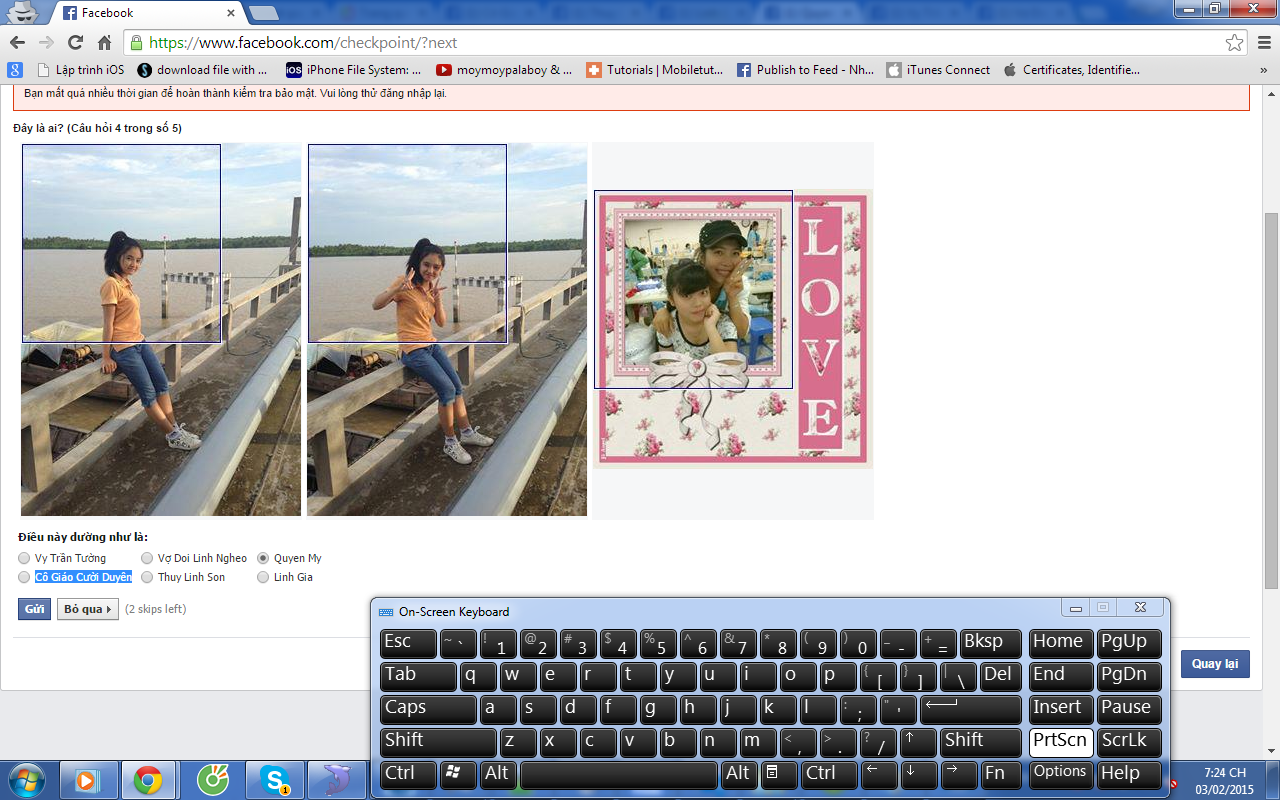 Facebook
https://www.facebook.com/checkpoint/?next
Lập trình iOS
download file with ...
iOS
iPhone File System: ...
moymoypalaboy & ...
Tutorials | Mobiletut...
Publish to Feed - Nh...
iTunes Connect
Certificates, Identifie...
»
Bạn mất quá nhiều thời gian để hoàn thành kiểm tra bảo mật. Vui lòng thử đăng nhập lại.
Đây là ai? (Câu hỏi 4 trong số 5)
LOVE
Điều này dường như là:
Vy Trần Tường Vợ Doi Linh Ngheo Quyen My
Cô Giáo Cười Duyên Thuy Linh Son Linh Gia
Gửi Bỏ qua (2 skips left)
Quay lại
On-Screen Keyboard
Esc ~ ` ! 1 @ 2 # 3 $ 4 % 5 ^ 6 & 7 * 8 ( 9 ) 0 _ - + = Bksp Home PgUp
Tab q w e r t y u i o p { [ } ] | \ Del End PgDn
Caps a s d f g h j k l : ; " ' Insert Pause
Shift z x c v b n m < , > . ? / ↑ Shift PrtScn ScrLk
Ctrl Alt Alt Ctrl ← ↓ → Fn Options Help
1
7:24 CH
03/02/2015